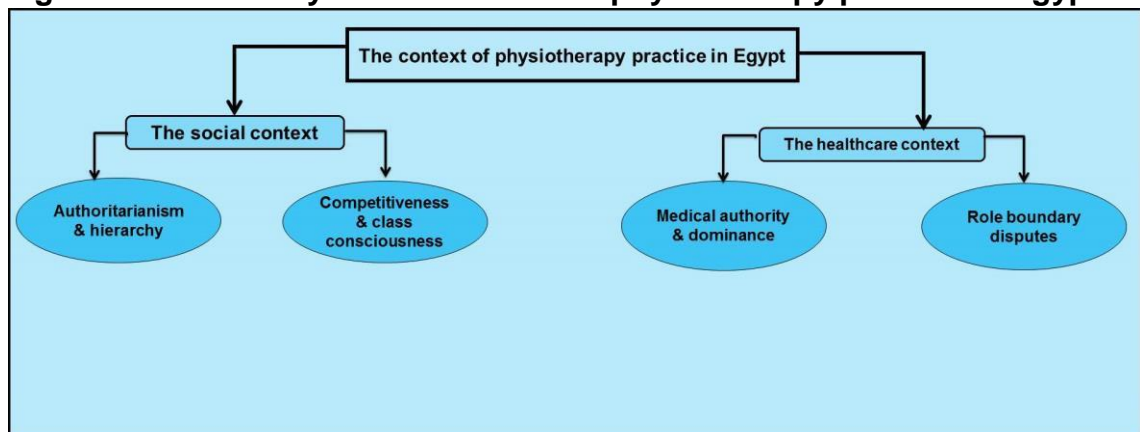 The context of physiotherapy practice in Egypt
The social context
The healthcare context
Authoritarianism
& hierarchy
Competitiveness
& class
consciousness
Medical authority
& dominance
Role boundary
disputes